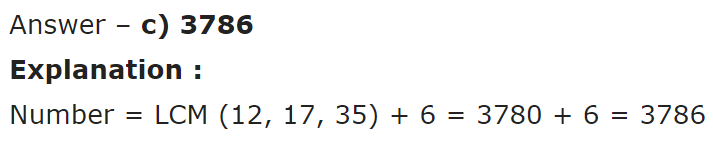 Answer – c) 3786
Explanation :
Number = LCM (12, 17, 35) + 6 = 3780 + 6 = 3786